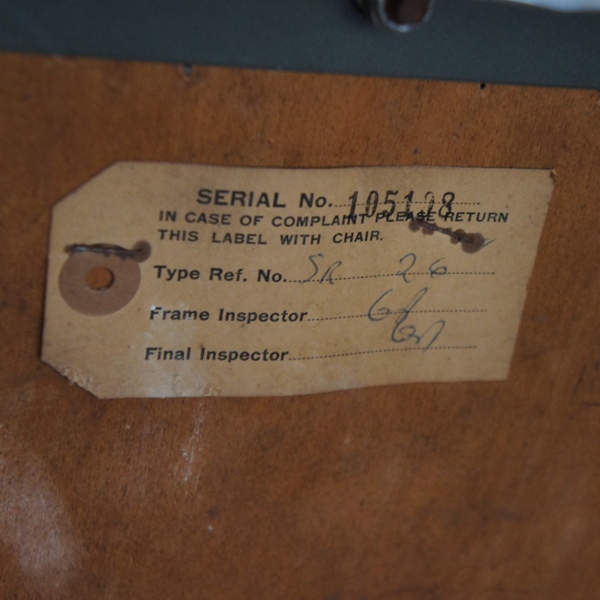 SERIAL No. 105108
IN CASE OF COMPLAINT PLEASE RETURN
THIS LABEL WITH CHAIR.
Type Ref. No. SR 26
Frame Inspector
Final Inspector